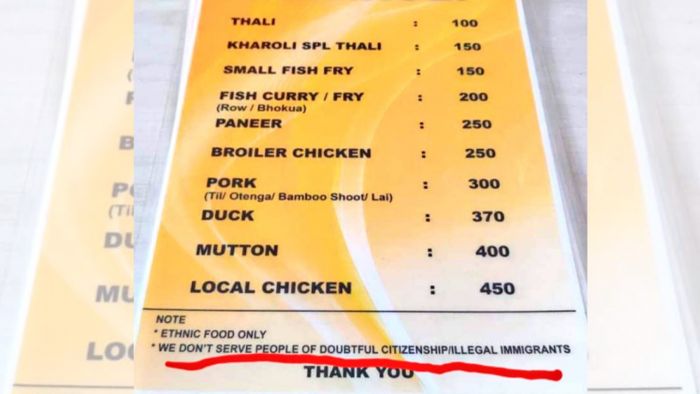 THALI : 100
KHAROLI SPL THALI : 150
SMALL FISH FRY : 150
FISH CURRY / FRY : 200
(Row / Bhokua)
PANEER : 250
BROILER CHICKEN : 250
PORK : 300
(Til/ Otenga/ Bamboo Shoot/ Lai)
DUCK : 370
MUTTON : 400
LOCAL CHICKEN : 450
NOTE
* ETHNIC FOOD ONLY
* WE DON'T SERVE PEOPLE OF DOUBTFUL CITIZENSHIP/ILLEGAL IMMIGRANTS
THANK YOU